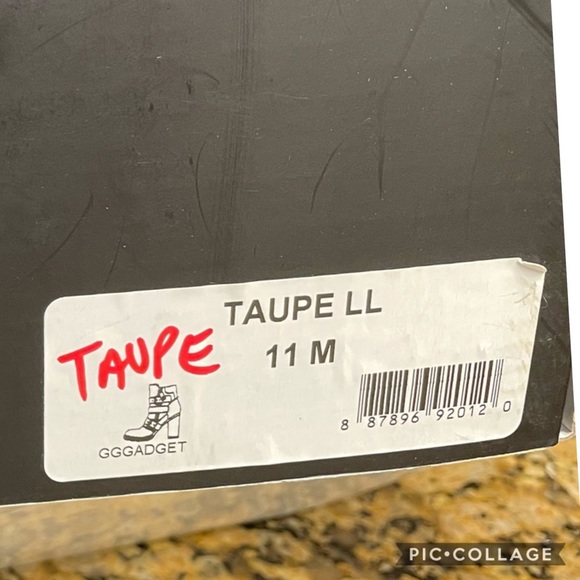 TAUPE LL
TAUPE
11 M
GGGADGET
8 87896 92012 0
PIC•COLLAGE